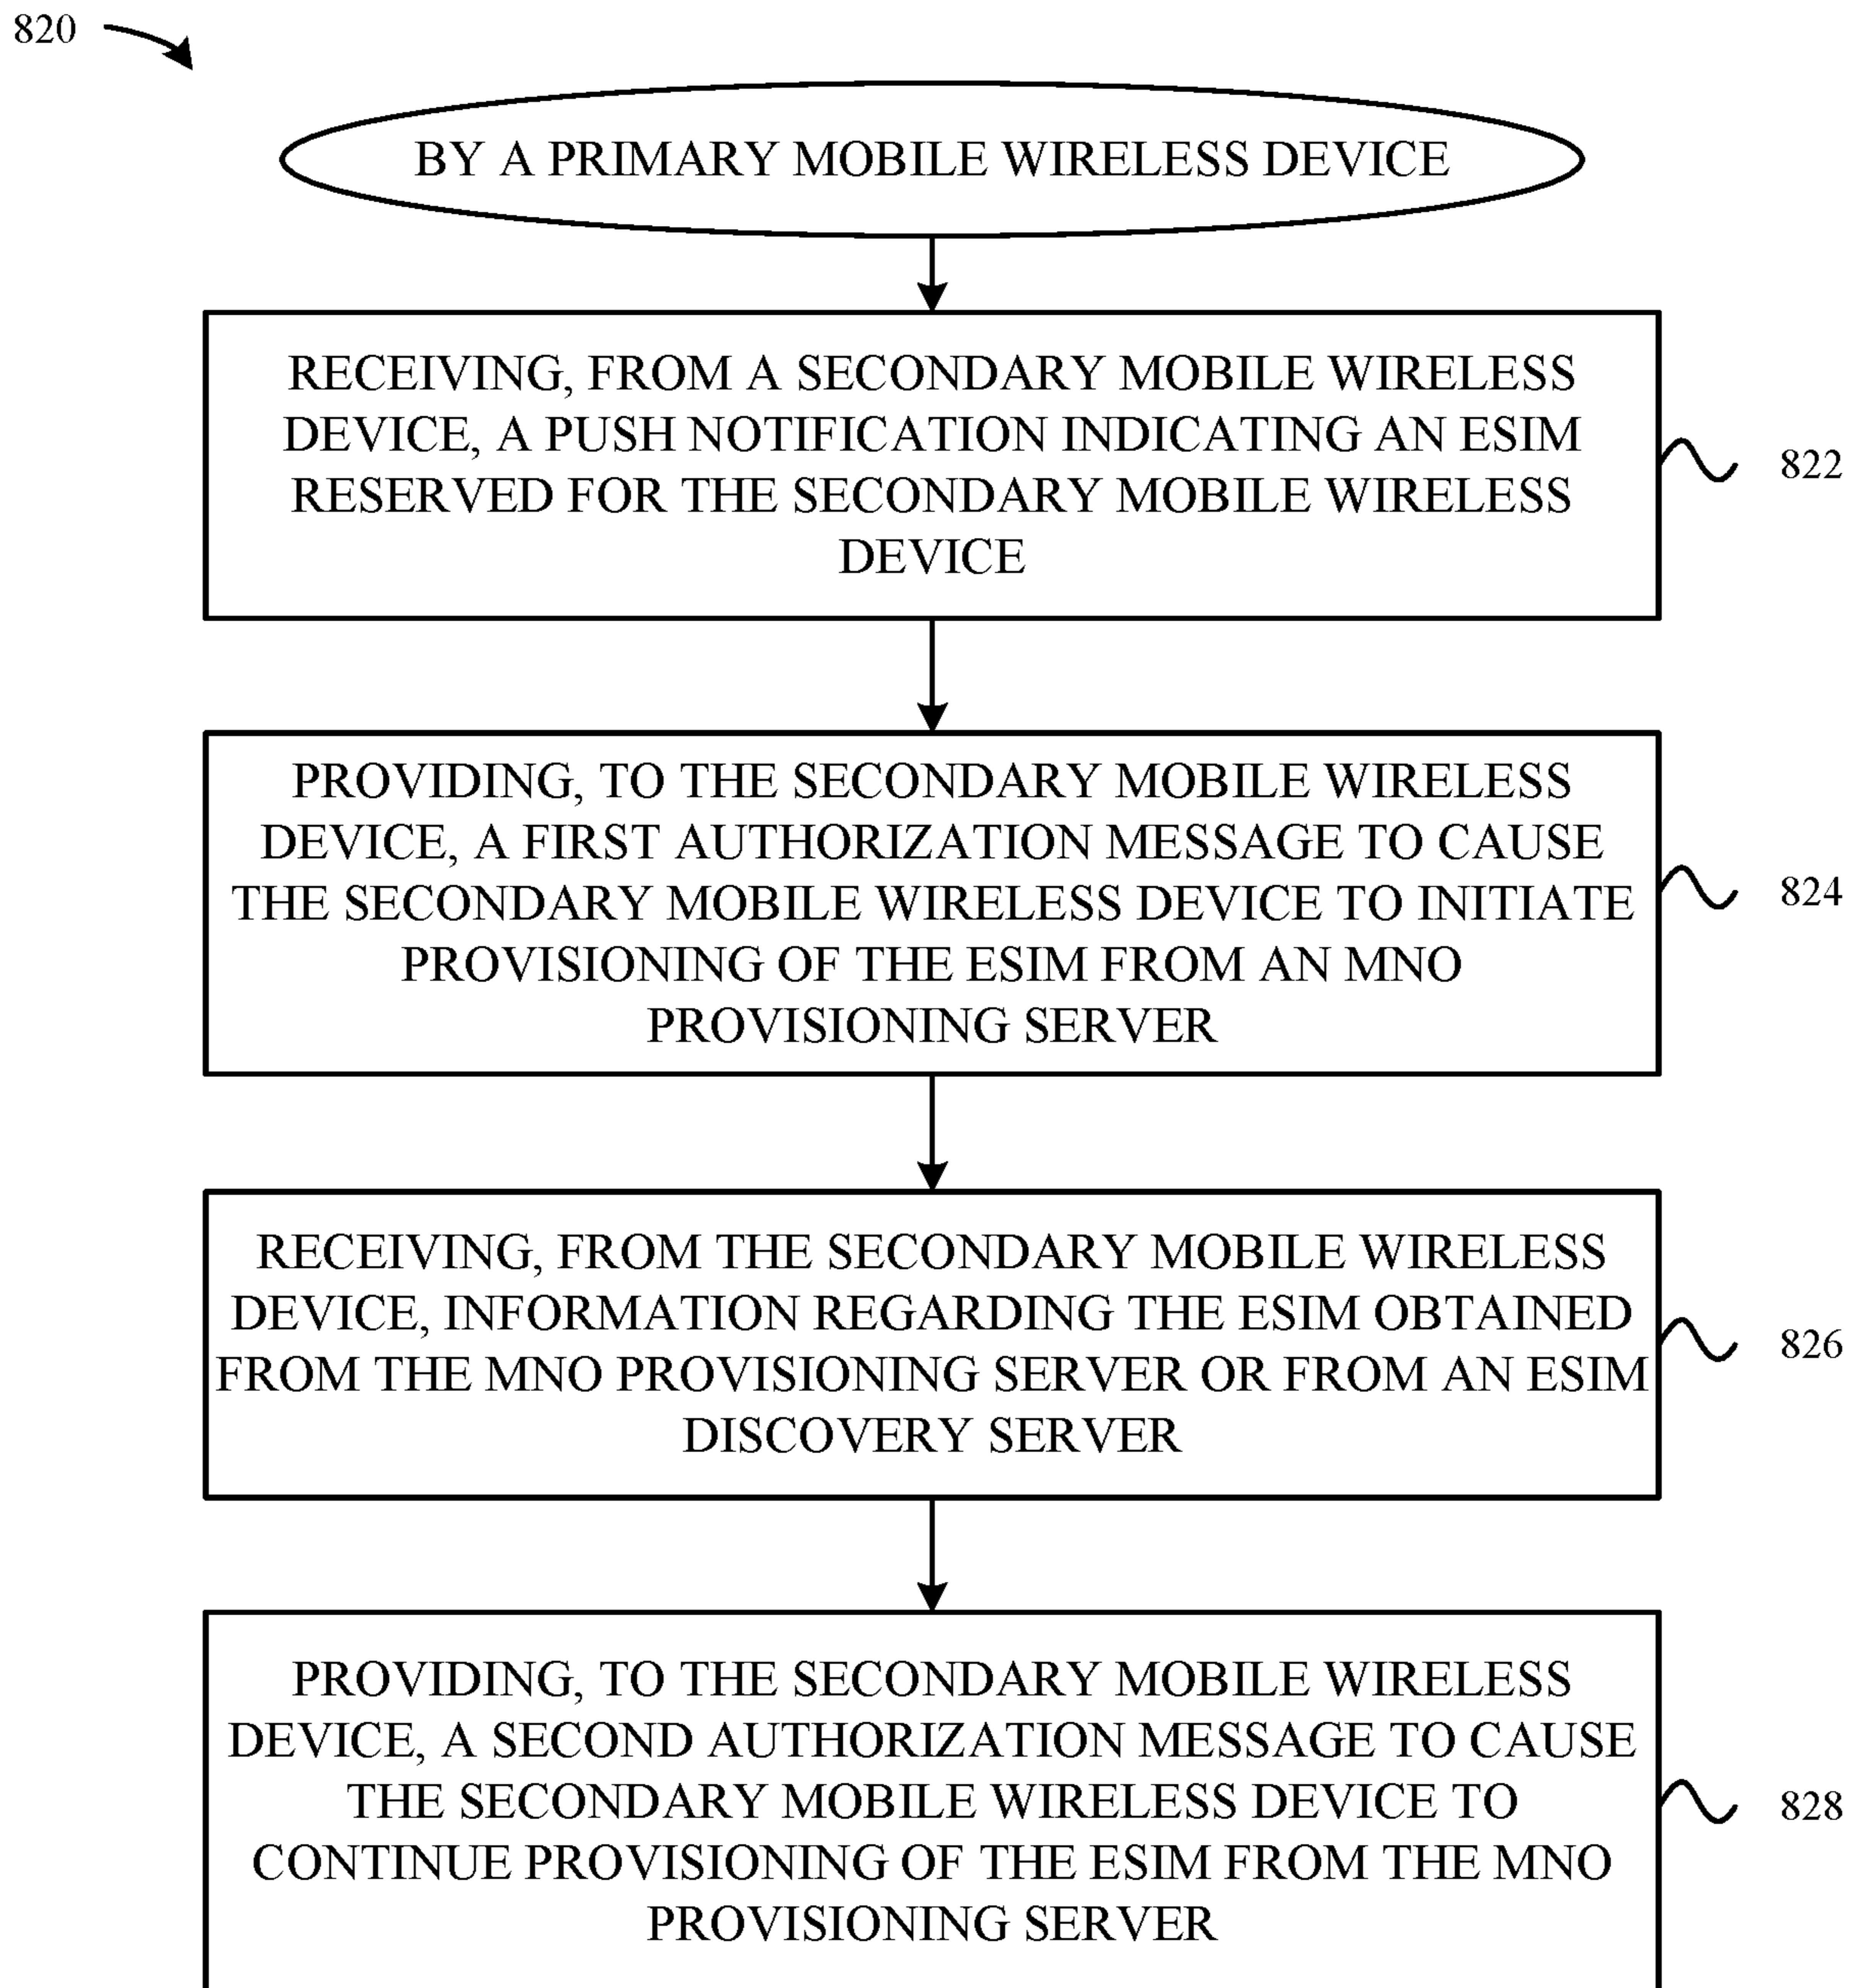 820
BY A PRIMARY MOBILE WIRELESS DEVICE
RECEIVING, FROM A SECONDARY MOBILE WIRELESS
DEVICE, A PUSH NOTIFICATION INDICATING AN ESIM
RESERVED FOR THE SECONDARY MOBILE WIRELESS
DEVICE
822
PROVIDING, TO THE SECONDARY MOBILE WIRELESS
DEVICE, A FIRST AUTHORIZATION MESSAGE TO CAUSE
THE SECONDARY MOBILE WIRELESS DEVICE TO INITIATE
PROVISIONING OF THE ESIM FROM AN MNO
PROVISIONING SERVER
824
RECEIVING, FROM THE SECONDARY MOBILE WIRELESS
DEVICE, INFORMATION REGARDING THE ESIM OBTAINED
FROM THE MNO PROVISIONING SERVER OR FROM AN ESIM
DISCOVERY SERVER
826
PROVIDING, TO THE SECONDARY MOBILE WIRELESS
DEVICE, A SECOND AUTHORIZATION MESSAGE TO CAUSE
THE SECONDARY MOBILE WIRELESS DEVICE TO
CONTINUE PROVISIONING OF THE ESIM FROM THE MNO
PROVISIONING SERVER
828